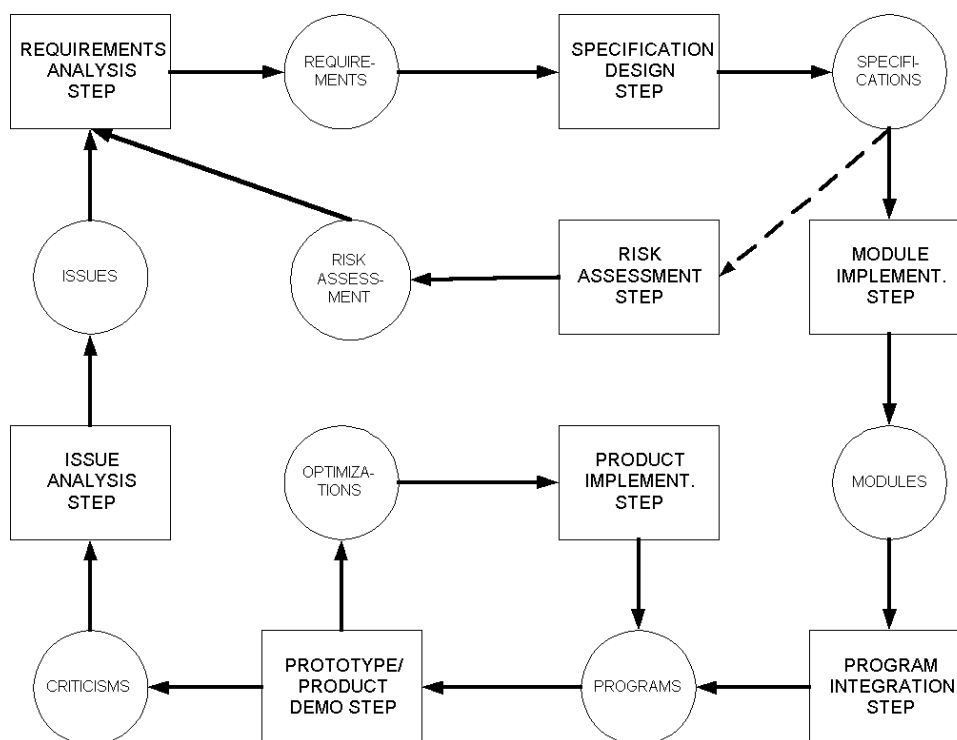 REQUIREMENTS
ANALYSIS
STEP
REQUIRE-
MENTS
SPECIFICATION
DESIGN
STEP
SPECIFI-
CATIONS
ISSUES
RISK
ASSESS-
MENT
RISK
ASSESSMENT
STEP
MODULE
IMPLEMENT.
STEP
ISSUE
ANALYSIS
STEP
OPTIMIZA-
TIONS
PRODUCT
IMPLEMENT.
STEP
MODULES
CRITICISMS
PROTOTYPE/
PRODUCT
DEMO STEP
PROGRAMS
PROGRAM
INTEGRATION
STEP